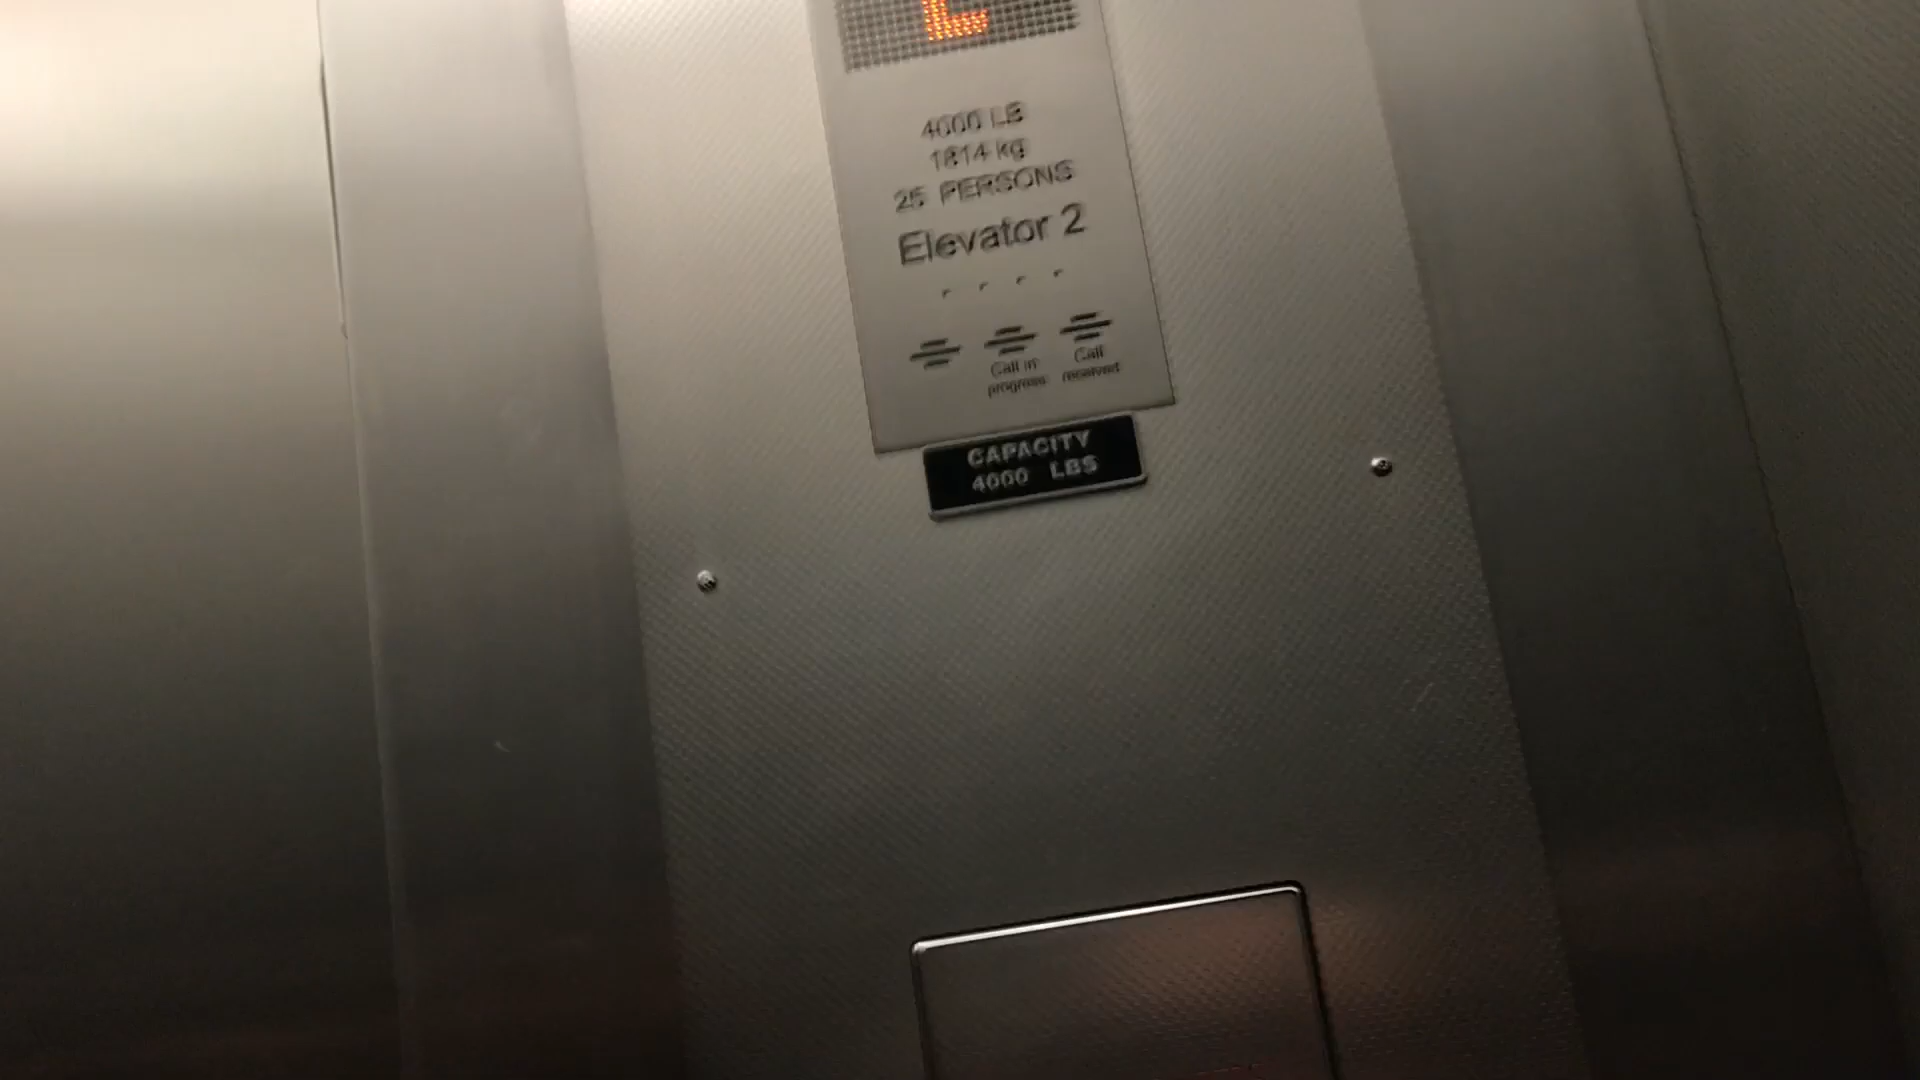 4000 LB
1814 kg
25 PERSONS
Elevator 2
Call in
progress
Call
received
CAPACITY
4000 LBS